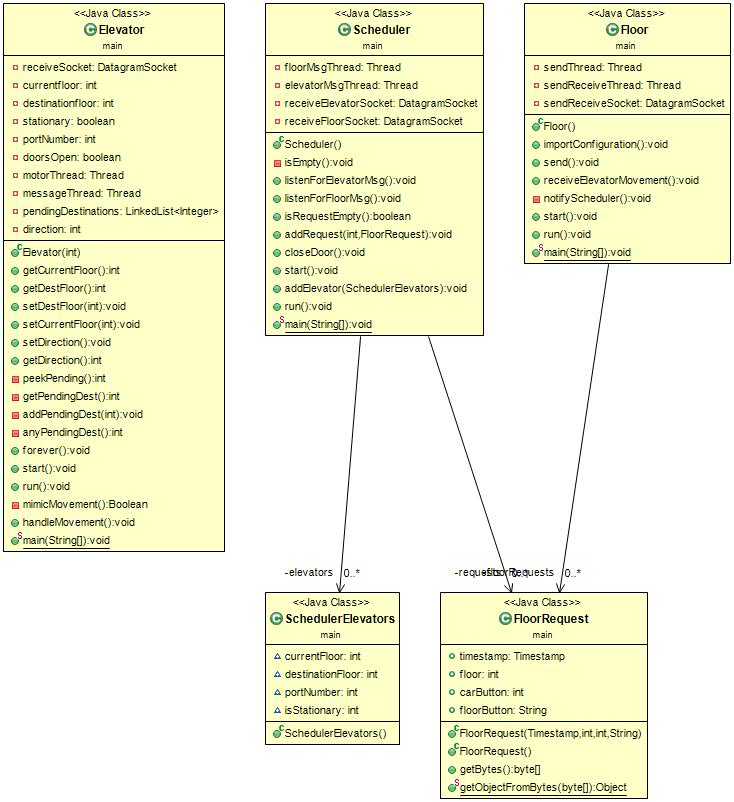 <<Java Class>>
Elevator
main
receiveSocket: DatagramSocket
currentfloor: int
destinationfloor: int
stationary: boolean
portNumber: int
doorsOpen: boolean
motorThread: Thread
messageThread: Thread
pendingDestinations: LinkedList<Integer>
direction: int
Elevator(int)
getCurrentFloor():int
getDestFloor():int
setDestFloor(int):void
setCurrentFloor(int):void
setDirection():void
getDirection():int
peekPending():int
getPendingDest():int
addPendingDest(int):void
anyPendingDest():int
forever():void
start():void
run():void
mimicMovement():Boolean
handleMovement():void
main(String[]):void
<<Java Class>>
Scheduler
main
floorMsgThread: Thread
elevatorMsgThread: Thread
receiveElevatorSocket: DatagramSocket
receiveFloorSocket: DatagramSocket
Scheduler()
isEmpty():void
listenForElevatorMsg():void
listenForFloorMsg():void
isRequestEmpty():boolean
addRequest(int,FloorRequest):void
closeDoor():void
start():void
addElevator(SchedulerElevators):void
run():void
main(String[]):void
<<Java Class>>
Floor
main
sendThread: Thread
sendReceiveThread: Thread
sendReceiveSocket: DatagramSocket
Floor()
importConfiguration():void
send():void
receiveElevatorMovement():void
notifyScheduler():void
start():void
run():void
main(String[]):void
-elevators 0..*
-requests 0..*
-floorRequests 0..*
<<Java Class>>
SchedulerElevators
main
currentFloor: int
destinationFloor: int
portNumber: int
isStationary: int
SchedulerElevators()
<<Java Class>>
FloorRequest
main
timestamp: Timestamp
floor: int
carButton: int
floorButton: String
FloorRequest(Timestamp,int,int,String)
FloorRequest()
getBytes():byte[]
getObjectFromBytes(byte[]):Object